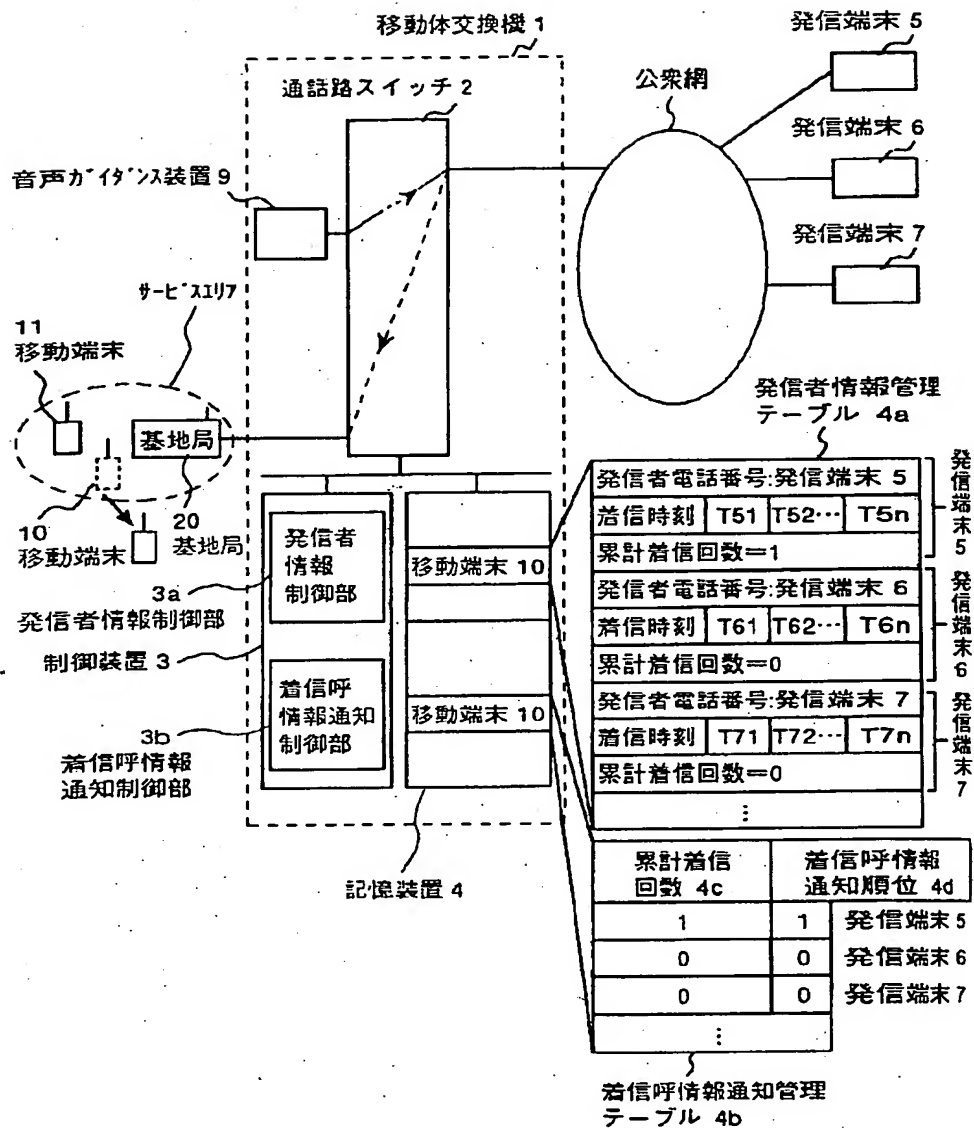 移動体交換機 1
発信端末 5
通話路スイッチ 2
公衆網
発信端末 6
音声ガイダンス装置 9
発信端末 7
サービスエリア
11
移動端末
基地局
発信者情報管理
テーブル 4a
10
移動端末
20
基地局
発信者
情報
制御部
3a
発信者情報制御部
制御装置 3
着信呼
情報通知
制御部
3b
着信呼情報
通知制御部
移動端末 10
移動端末 10
記憶装置 4
発信者電話番号:発信端末 5
着信時刻 T51 T52… T5n
累計着信回数=1
発信端末5
発信者電話番号:発信端末 6
着信時刻 T61 T62… T6n
累計着信回数=0
発信端末6
発信者電話番号:発信端末 7
着信時刻 T71 T72… T7n
累計着信回数=0
発信端末7
⋮
累計着信
回数 4c
着信呼情報
通知順位 4d
1 1 発信端末 5
0 0 発信端末 6
0 0 発信端末 7
⋮
着信呼情報通知管理
テーブル 4b